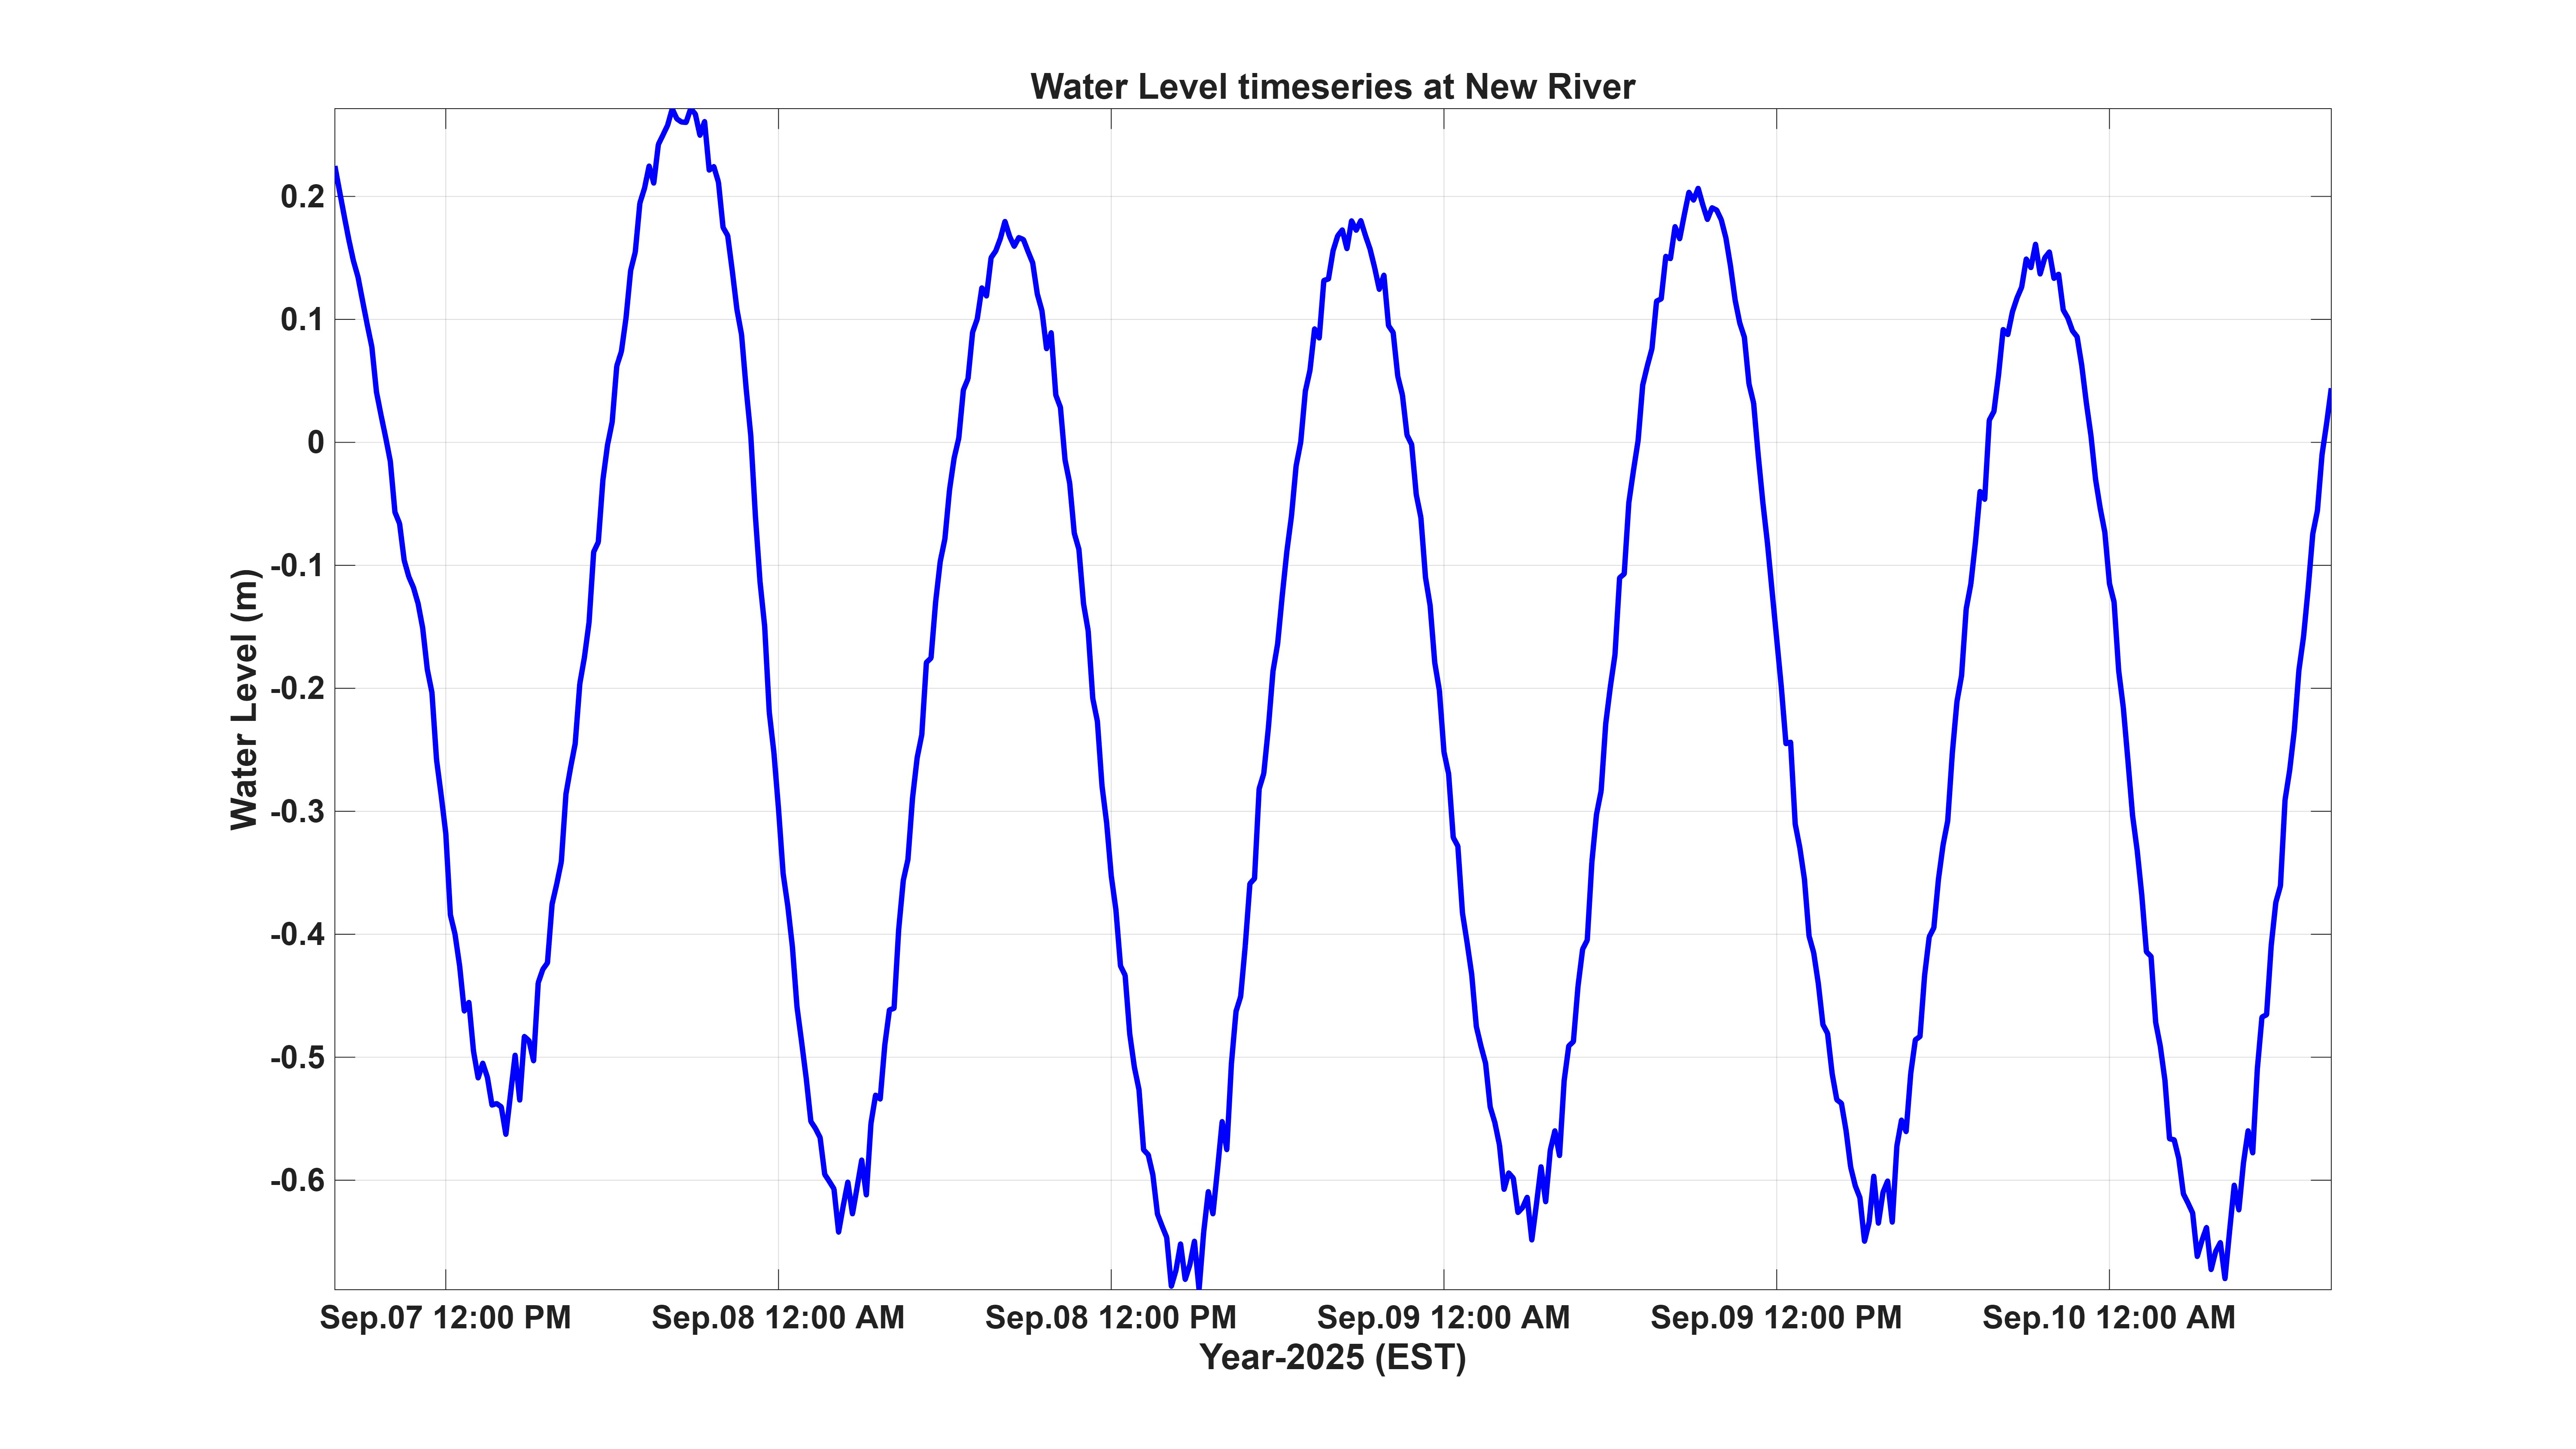 Water Level timeseries at New River
Water Level (m)
0.2
0.1
0
-0.1
-0.2
-0.3
-0.4
-0.5
-0.6
Sep.07 12:00 PM
Sep.08 12:00 AM
Sep.08 12:00 PM
Sep.09 12:00 AM
Sep.09 12:00 PM
Sep.10 12:00 AM
Year-2025 (EST)